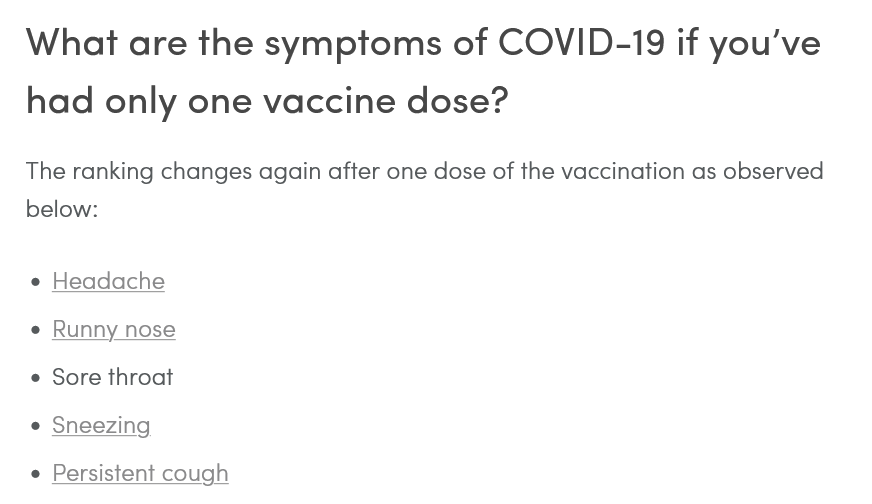 What are the symptoms of COVID-19 if you’ve
had only one vaccine dose?
The ranking changes again after one dose of the vaccination as observed
below:
• Headache
• Runny nose
• Sore throat
• Sneezing
• Persistent cough